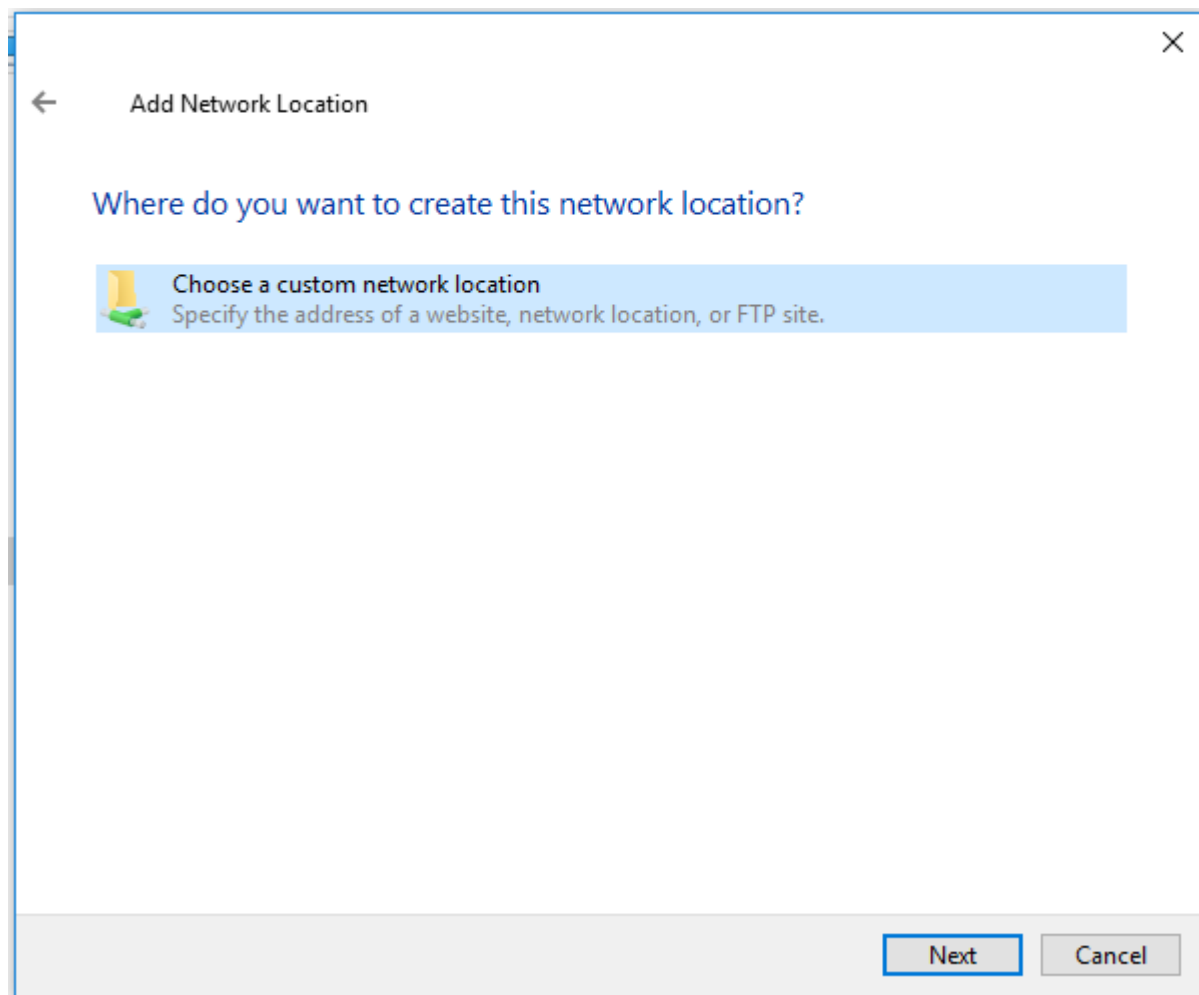 Add Network Location
Where do you want to create this network location?
Choose a custom network location
Specify the address of a website, network location, or FTP site.
Next
Cancel